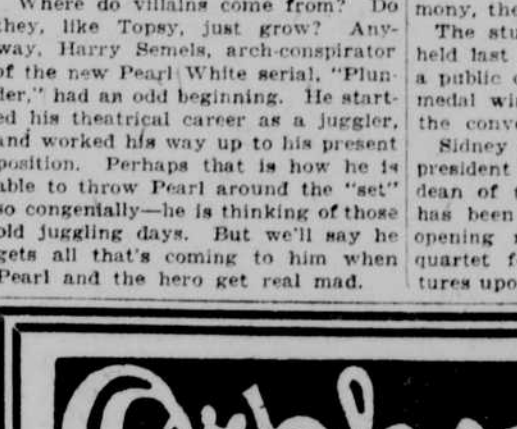 Where do villains come from? Do
they, like Topsy, just grow? Any-
way, Harry Semels, arch-conspirator
of the new Pearl White serial, "Plun-
der," had an odd beginning. He start-
ed his theatrical career as a juggler,
and worked his way up to his present
position. Perhaps that is how he is
able to throw Pearl around the "set"
so congenially—he is thinking of those
old juggling days. But we'll say he
gets all that's coming to him when
Pearl and the hero get real mad.
mony, the
The stu
held last
a public
medal wi
the conv
Sidney
president
dean of
has been
opening
quartet f
tures upo